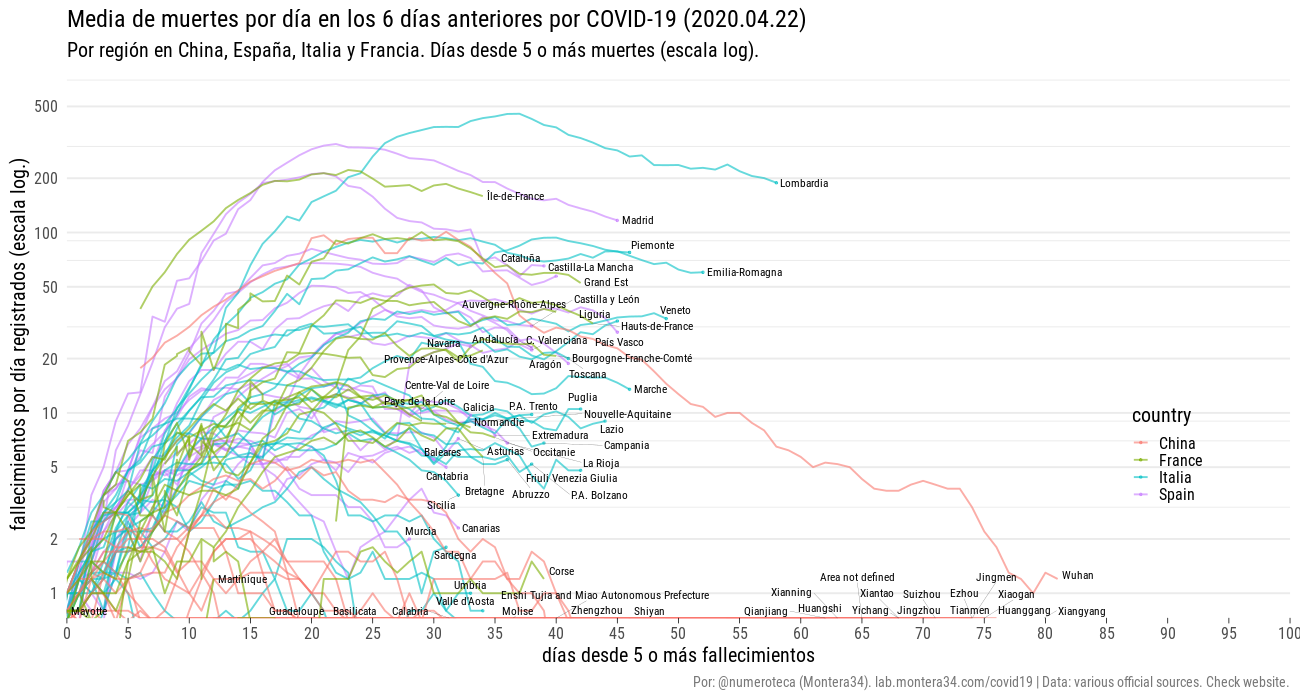 Media de muertes por día en los 6 días anteriores por COVID-19 (2020.04.22)
Por región en China, España, Italia y Francia. Días desde 5 o más muertes (escala log).
fallecimientos por día registrados (escala log.)
500
200
100
50
20
10
5
2
1
Lombardia
Île-de-France
Madrid
Piemonte
Cataluña
Castilla-La Mancha
Emilia-Romagna
Grand Est
Auvergne-Rhône-Alpes
Castilla y León
Liguria
Veneto
Hauts-de-France
Navarra
Andalucía
C. Valenciana
País Vasco
Provence-Alpes-Côte d'Azur
Aragón
Bourgogne-Franche-Comté
Toscana
Centre-Val de Loire
Marche
Pays de la Loire
Galicia
P.A. Trento
Puglia
Nouvelle-Aquitaine
Normandie
Lazio
Extremadura
Campania
Baleares
Asturias
Occitanie
La Rioja
Cantabria
Friuli Venezia Giulia
Bretagne
Abruzzo
P.A. Bolzano
Sicilia
Canarias
Murcia
Sardegna
Corse
Martinique
Umbria
Enshi Tujia and Miao Autonomous Prefecture
Valle d'Aosta
Mayotte
Guadeloupe
Basilicata
Calabria
Molise
Zhengzhou
Shiyan
Area not defined
Jingmen
Wuhan
Xianning
Xiantao
Suizhou
Ezhou
Xiaogan
Qianjiang
Huangshi
Yichang
Jingzhou
Tianmen
Huanggang
Xiangyang
country
China
France
Italia
Spain
0 5 10 15 20 25 30 35 40 45 50 55 60 65 70 75 80 85 90 95 100
días desde 5 o más fallecimientos
Por: @numeroteca (Montera34). lab.montera34.com/covid19 | Data: various official sources. Check website.